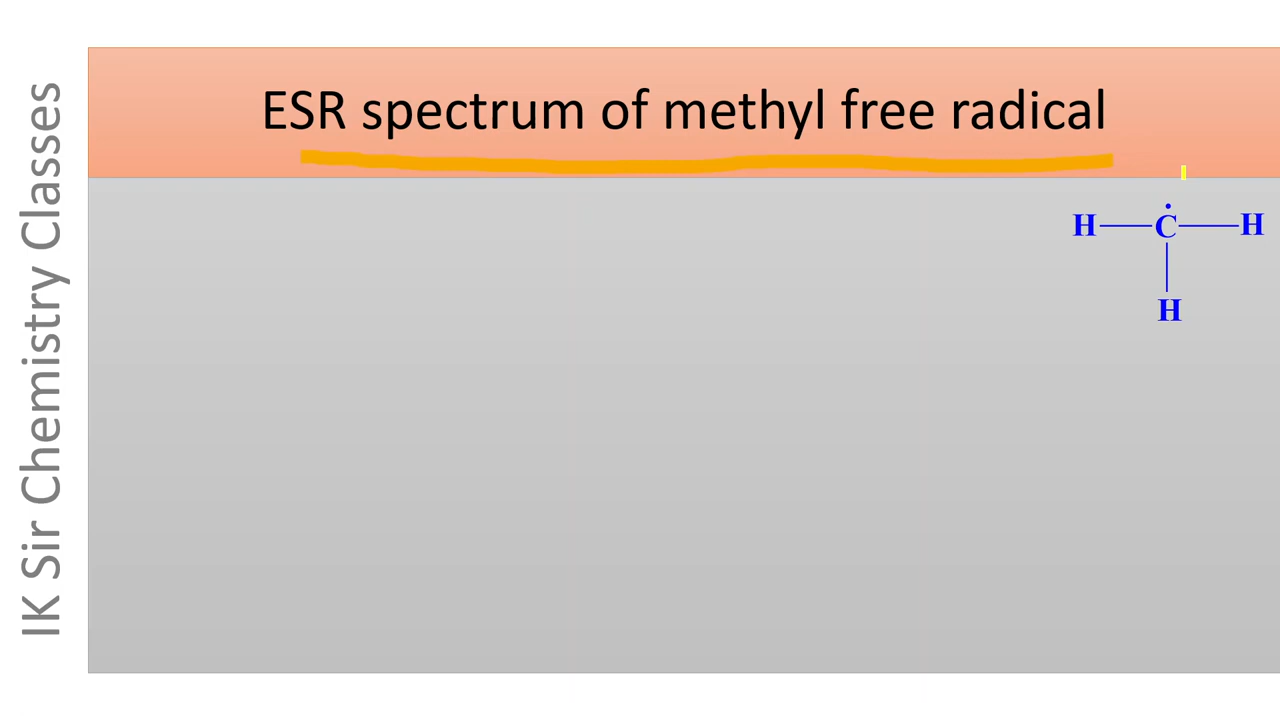 IK Sir Chemistry Classes
ESR spectrum of methyl free radical
H — Ċ — H
H